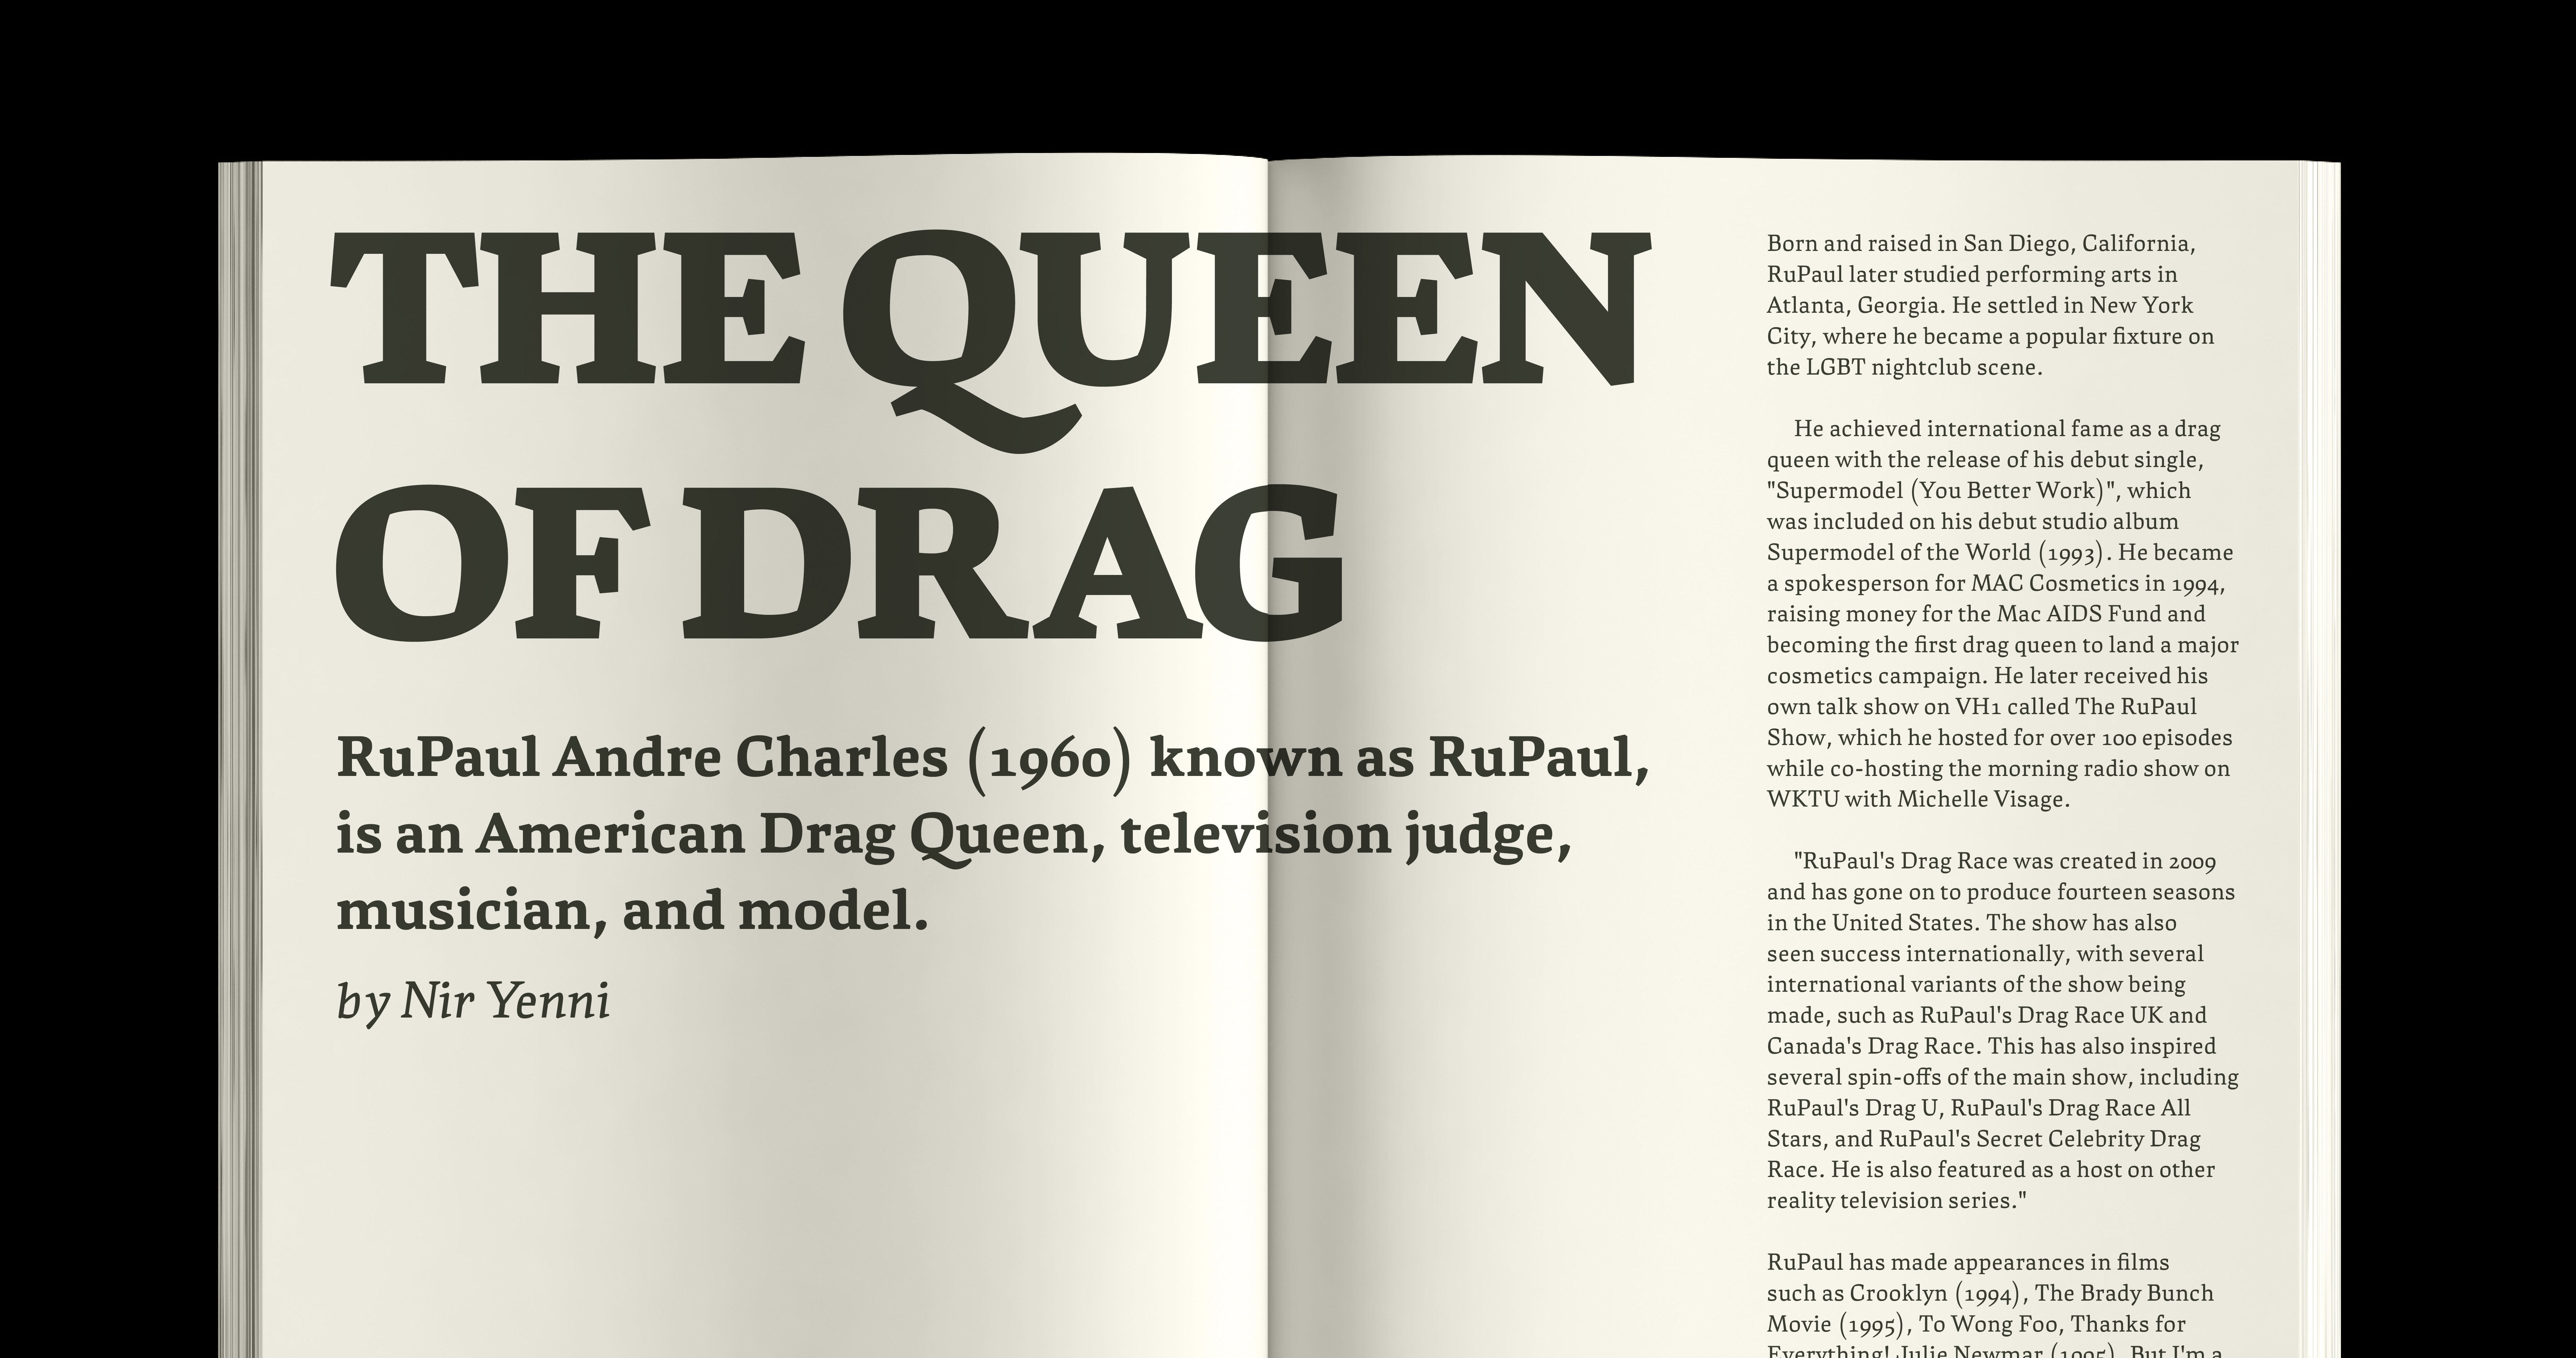 THE QUEEN
OF DRAG
RuPaul Andre Charles (1960) known as RuPaul,
is an American Drag Queen, television judge,
musician, and model.
by Nir Yenni
Born and raised in San Diego, California,
RuPaul later studied performing arts in
Atlanta, Georgia. He settled in New York
City, where he became a popular fixture on
the LGBT nightclub scene.
He achieved international fame as a drag
queen with the release of his debut single,
"Supermodel (You Better Work)", which
was included on his debut studio album
Supermodel of the World (1993). He became
a spokesperson for MAC Cosmetics in 1994,
raising money for the Mac AIDS Fund and
becoming the first drag queen to land a major
cosmetics campaign. He later received his
own talk show on VH1 called The RuPaul
Show, which he hosted for over 100 episodes
while co-hosting the morning radio show on
WKTU with Michelle Visage.
"RuPaul's Drag Race was created in 2009
and has gone on to produce fourteen seasons
in the United States. The show has also
seen success internationally, with several
international variants of the show being
made, such as RuPaul's Drag Race UK and
Canada's Drag Race. This has also inspired
several spin-offs of the main show, including
RuPaul's Drag U, RuPaul's Drag Race All
Stars, and RuPaul's Secret Celebrity Drag
Race. He is also featured as a host on other
reality television series."
RuPaul has made appearances in films
such as Crooklyn (1994), The Brady Bunch
Movie (1995), To Wong Foo, Thanks for
Everything! Julie Newmar (1995), But I'm a